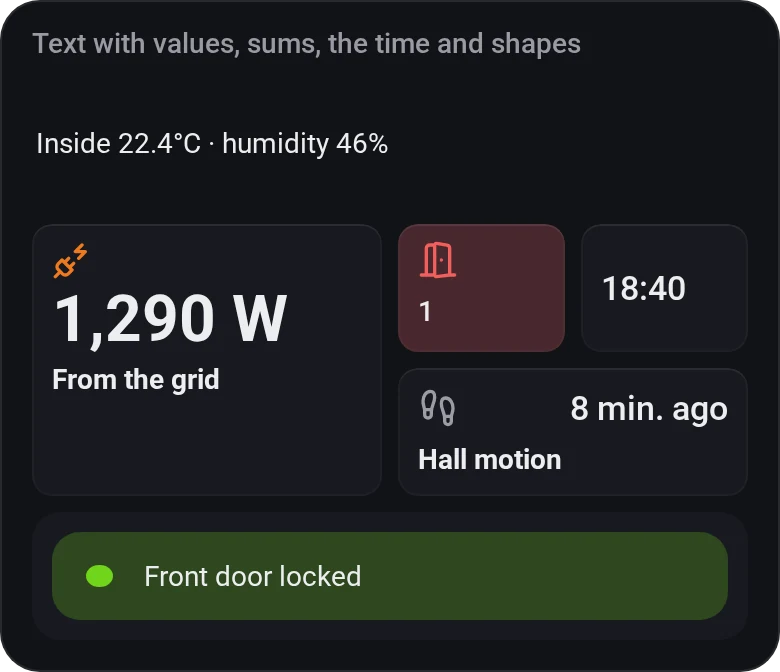 Text with values, sums, the time and shapes
Inside 22.4°C · humidity 46%
1,290 W
From the grid
1
18:40
8 min. ago
Hall motion
Front door locked